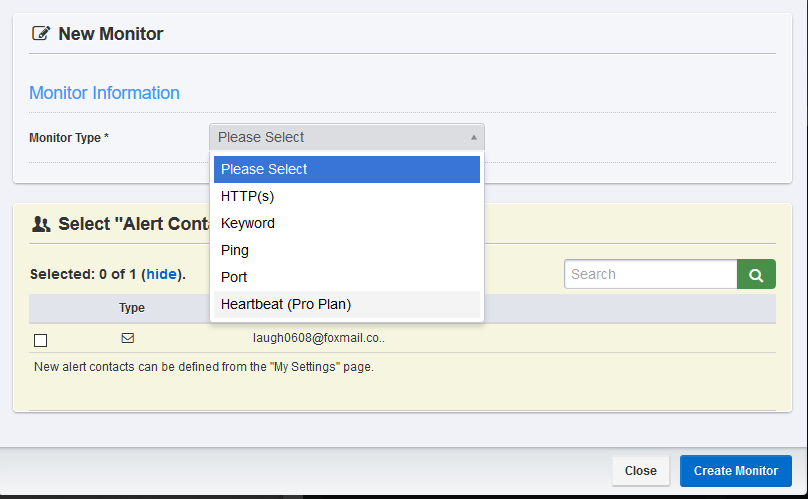 New Monitor
Monitor Information
Monitor Type *
Please Select
Please Select
HTTP(s)
Keyword
Ping
Port
Heartbeat (Pro Plan)
Select "Alert Conta
Selected: 0 of 1 (hide).
Search
Type
laugh0608@foxmail.co..
New alert contacts can be defined from the "My Settings" page.
Close
Create Monitor